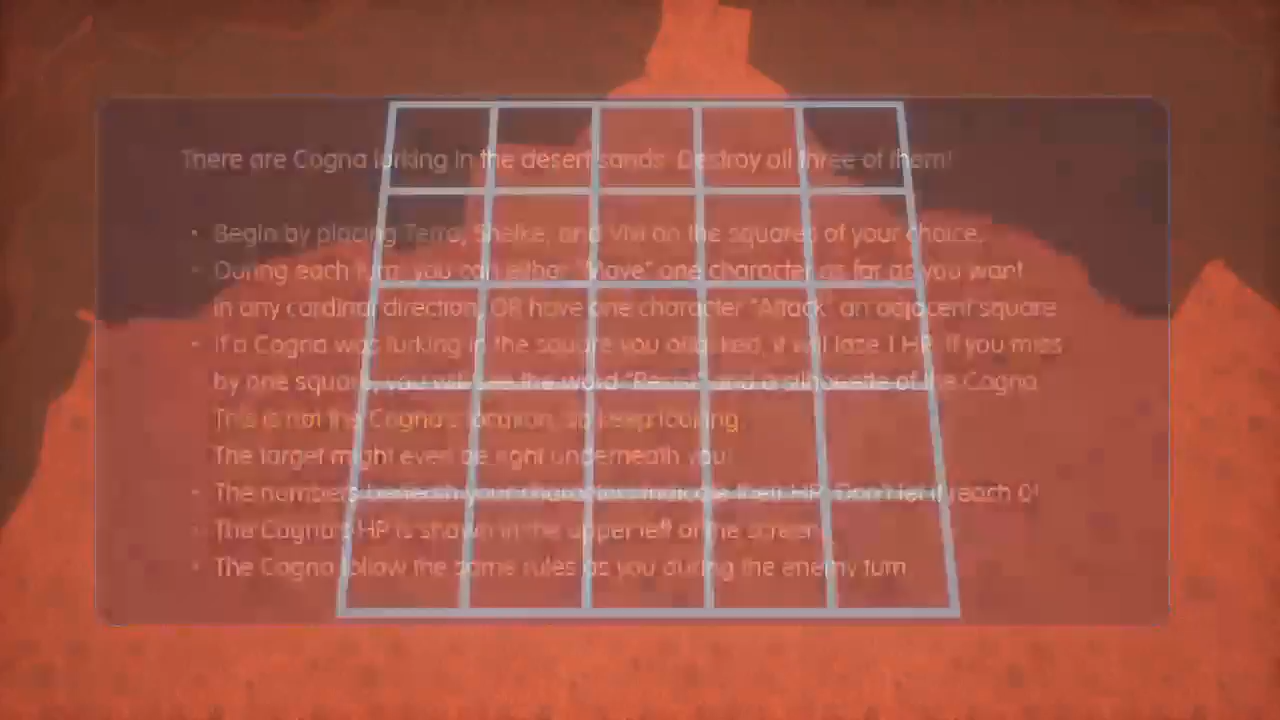 There are Cogna lurking in the desert sands. Destroy all three of them!
• Begin by placing Terra, Shelke, and Vivi on the squares of your choice.
• During each turn, you can either "Move" one character as far as you want
in any cardinal direction, OR have one character "Attack" an adjacent square.
• If a Cogna was lurking in the square you attacked, it will lose 1 HP. If you miss
by one square, you will see the word "Resist" and a silhouette of the Cogna.
This is not the Cogna's location, so keep looking.
The target might even be right underneath you!
• The numbers beneath your characters indicate their HP. Don't let it reach 0!
• The Cogna's HP is shown in the upper left of the screen.
• The Cogna follow the same rules as you during the enemy turn.